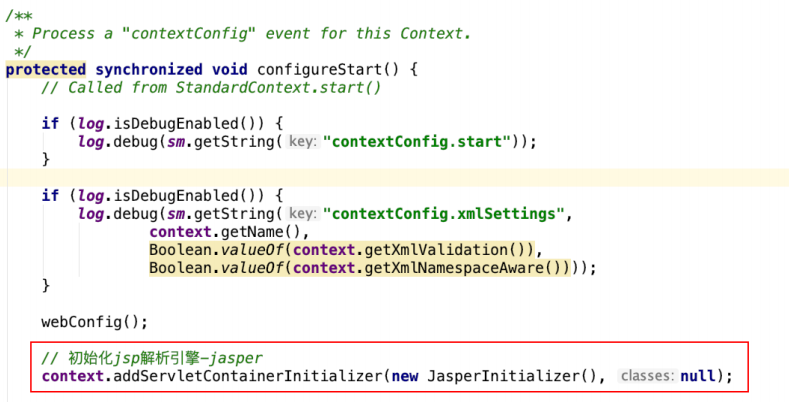 /**
 * Process a "contextConfig" event for this Context.
 */
protected synchronized void configureStart() {
    // Called from StandardContext.start()

    if (log.isDebugEnabled()) {
        log.debug(sm.getString( key: "contextConfig.start"));
    }

    if (log.isDebugEnabled()) {
        log.debug(sm.getString( key: "contextConfig.xmlSettings",
                context.getName(),
                Boolean.valueOf(context.getXmlValidation()),
                Boolean.valueOf(context.getXmlNamespaceAware())));
    }

    webConfig();

    // 初始化jsp解析引擎-jasper
    context.addServletContainerInitializer(new JasperInitializer(), classes: null);